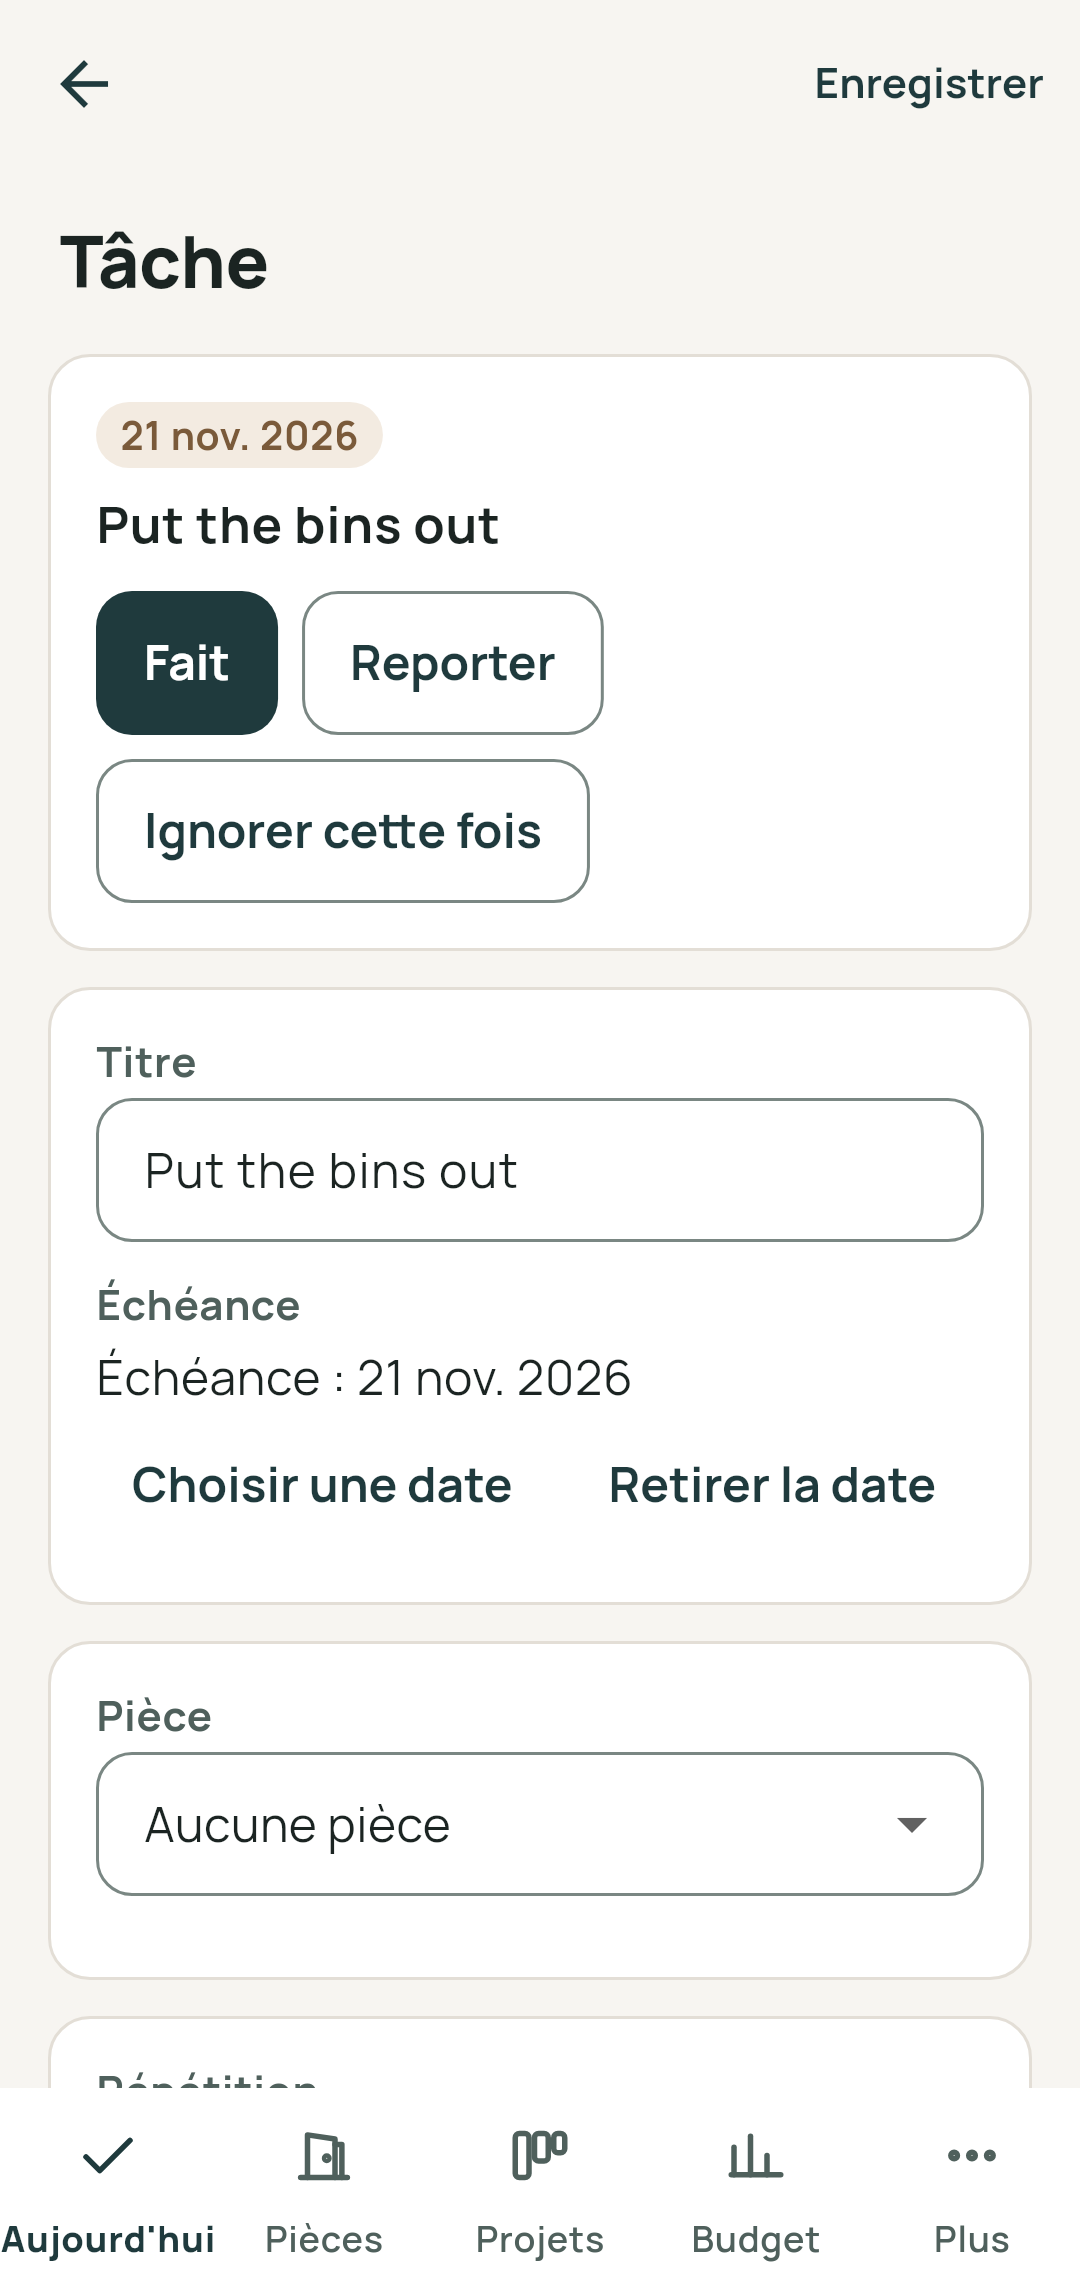 Enregistrer
Tâche
21 nov. 2026
Put the bins out
Fait
Reporter
Ignorer cette fois
Titre
Put the bins out
Échéance
Échéance : 21 nov. 2026
Choisir une date
Retirer la date
Pièce
Aucune pièce
Répétition
Aujourd'hui
Pièces
Projets
Budget
Plus